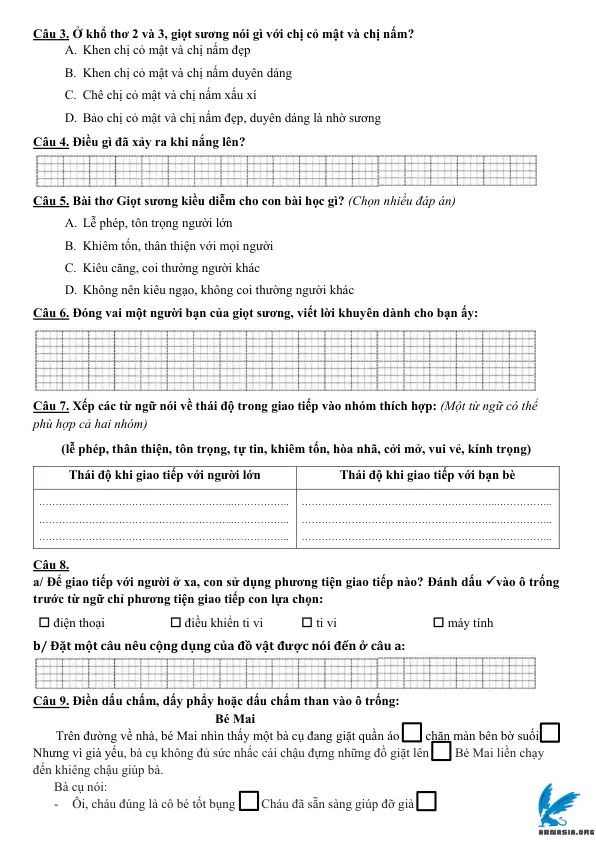 Câu 3. Ở khổ thơ 2 và 3, giọt sương nói gì với chị cỏ mật và chị nấm?
A. Khen chị cỏ mật và chị nấm đẹp
B. Khen chị cỏ mật và chị nấm duyên dáng
C. Chê chị cỏ mật và chị nấm xấu xí
D. Bảo chị cỏ mật và chị nấm đẹp, duyên dáng là nhờ sương
Câu 4. Điều gì đã xảy ra khi nắng lên?
Câu 5. Bài thơ Giọt sương kiều diễm cho con bài học gì? (Chọn nhiều đáp án)
A. Lễ phép, tôn trọng người lớn
B. Khiêm tốn, thân thiện với mọi người
C. Kiêu căng, coi thường người khác
D. Không nên kiêu ngạo, không coi thường người khác
Câu 6. Đóng vai một người bạn của giọt sương, viết lời khuyên dành cho bạn ấy:
Câu 7. Xếp các từ ngữ nói về thái độ trong giao tiếp vào nhóm thích hợp: (Một từ ngữ có thể
phù hợp cả hai nhóm)
(lễ phép, thân thiện, tôn trọng, tự tin, khiêm tốn, hòa nhã, cởi mở, vui vẻ, kính trọng)
Thái độ khi giao tiếp với người lớn Thái độ khi giao tiếp với bạn bè
Câu 8.
a/ Để giao tiếp với người ở xa, con sử dụng phương tiện giao tiếp nào? Đánh dấu ✓vào ô trống
trước từ ngữ chỉ phương tiện giao tiếp con lựa chọn:
□ điện thoại □ điều khiển ti vi □ ti vi □ máy tính
b/ Đặt một câu nêu cộng dụng của đồ vật được nói đến ở câu a:
Câu 9. Điền dấu chấm, dấy phẩy hoặc dấu chấm than vào ô trống:
Bé Mai
Trên đường về nhà, bé Mai nhìn thấy một bà cụ đang giặt quần áo □ chăn màn bên bờ suối □
Nhưng vì già yếu, bà cụ không đủ sức nhấc cái chậu đựng những đồ giặt lên □ Bé Mai liền chạy
đến khiêng chậu giúp bà.
Bà cụ nói:
- Ôi, cháu đúng là cô bé tốt bụng □ Cháu đã sẵn sàng giúp đỡ già □
ABNASIA.ORG